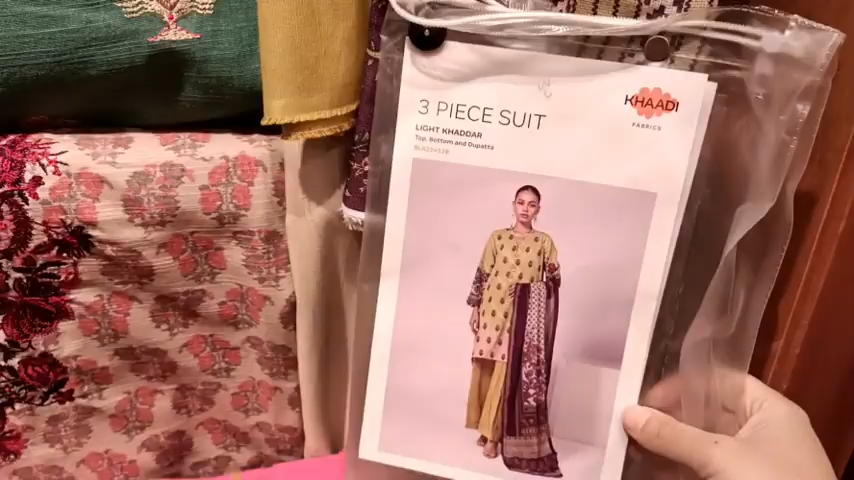 3 PIECE SUIT
LIGHT KHADDAR
Top, Bottom and Dupatta
KHAADI
FABRICS